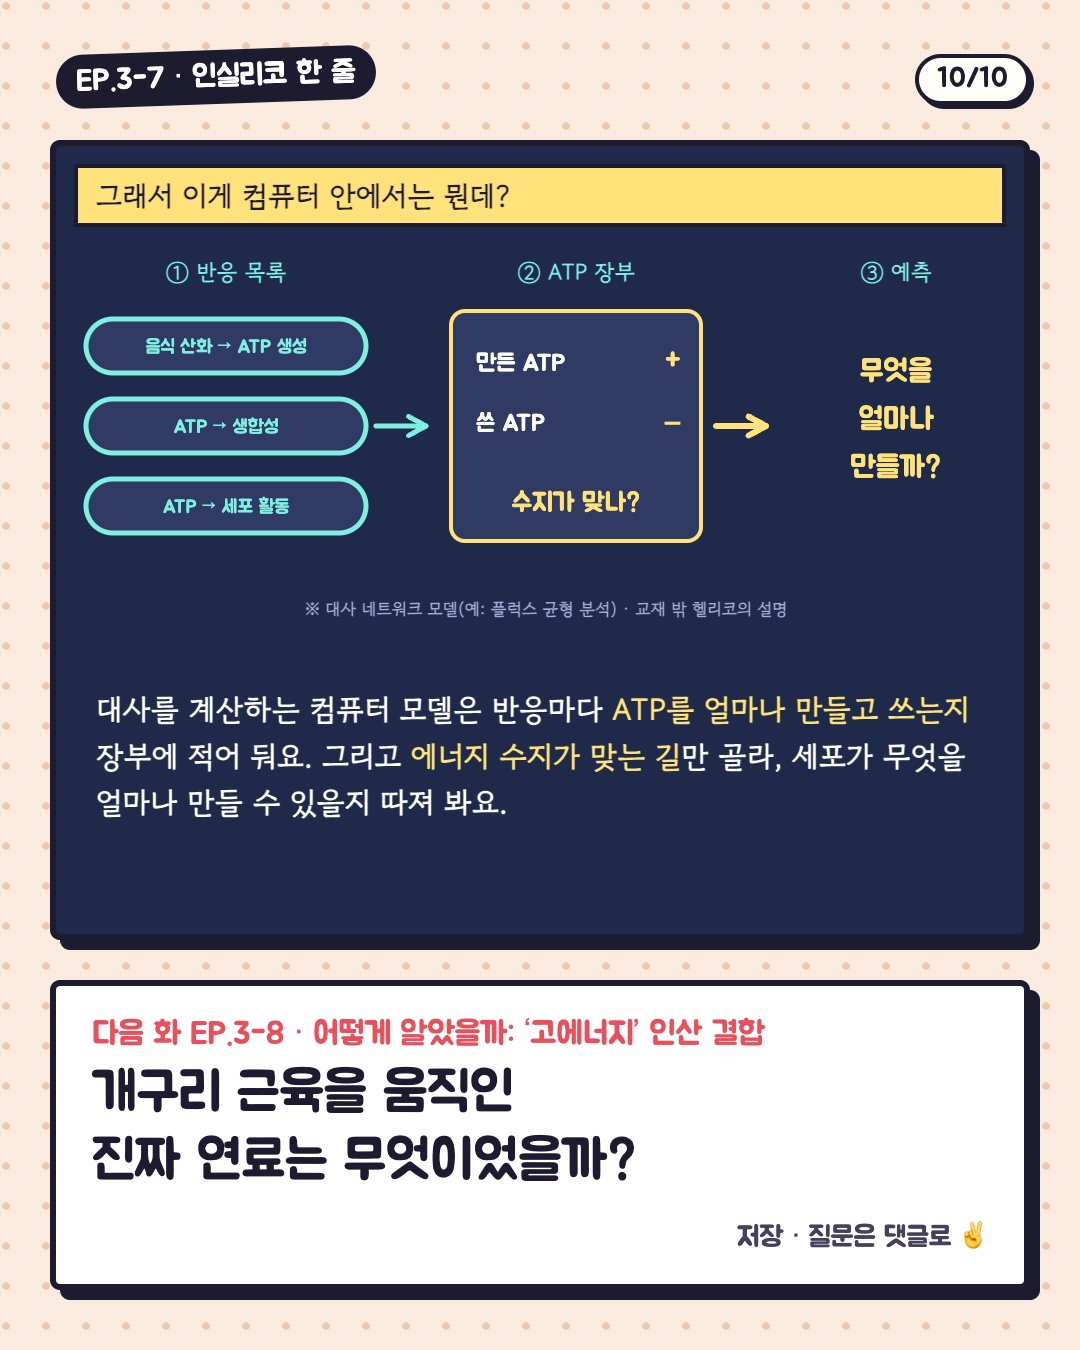 EP.3-7 · 인실리코 한 줄
10/10
그래서 이게 컴퓨터 안에서는 뭔데?
① 반응 목록
음식 산화 → ATP 생성
ATP → 생합성
ATP → 세포 활동
② ATP 장부
만든 ATP +
쓴 ATP −
수지가 맞나?
③ 예측
무엇을
얼마나
만들까?
※ 대사 네트워크 모델(예: 플럭스 균형 분석) · 교재 밖 헬리코의 설명
대사를 계산하는 컴퓨터 모델은 반응마다 ATP를 얼마나 만들고 쓰는지
장부에 적어 둬요. 그리고 에너지 수지가 맞는 길만 골라, 세포가 무엇을
얼마나 만들 수 있을지 따져 봐요.
다음 화 EP.3-8 · 어떻게 알았을까: ‘고에너지’ 인산 결합
개구리 근육을 움직인
진짜 연료는 무엇이었을까?
저장 · 질문은 댓글로 ✌️